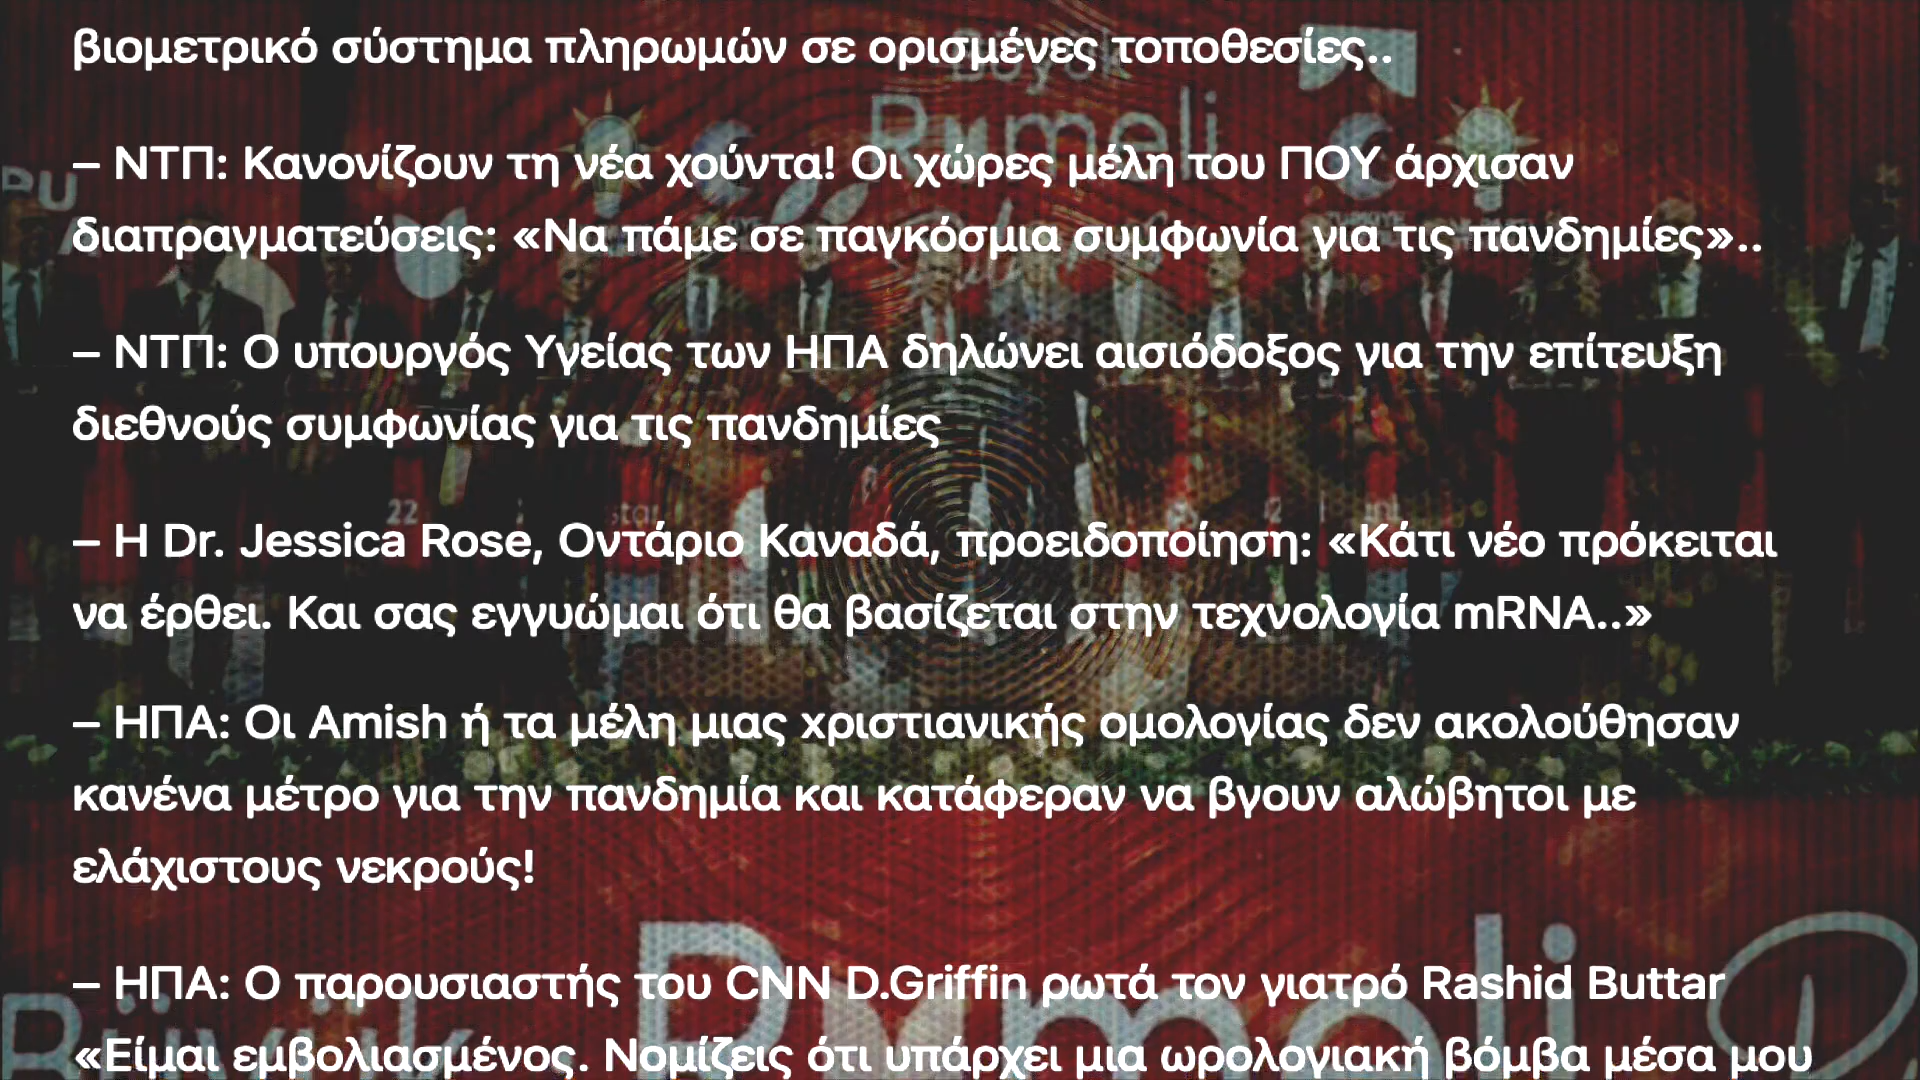 βιομετρικό σύστημα πληρωμών σε ορισμένες τοποθεσίες..
– ΝΤΠ: Κανονίζουν τη νέα χούντα! Οι χώρες μέλη του ΠΟΥ άρχισαν
διαπραγματεύσεις: «Να πάμε σε παγκόσμια συμφωνία για τις πανδημίες»..
– ΝΤΠ: Ο υπουργός Υγείας των ΗΠΑ δηλώνει αισιόδοξος για την επίτευξη
διεθνούς συμφωνίας για τις πανδημίες
– Η Dr. Jessica Rose, Οντάριο Καναδά, προειδοποίηση: «Κάτι νέο πρόκειται
να έρθει. Και σας εγγυώμαι ότι θα βασίζεται στην τεχνολογία mRNA..»
– ΗΠΑ: Οι Amish ή τα μέλη μιας χριστιανικής ομολογίας δεν ακολούθησαν
κανένα μέτρο για την πανδημία και κατάφεραν να βγουν αλώβητοι με
ελάχιστους νεκρούς!
– ΗΠΑ: Ο παρουσιαστής του CNN D.Griffin ρωτά τον γιατρό Rashid Buttar
«Είμαι εμβολιασμένος. Νομίζεις ότι υπάρχει μια ωρολογιακή βόμβα μέσα μου
Büyük Rumeli
22
Büyük Rumeli